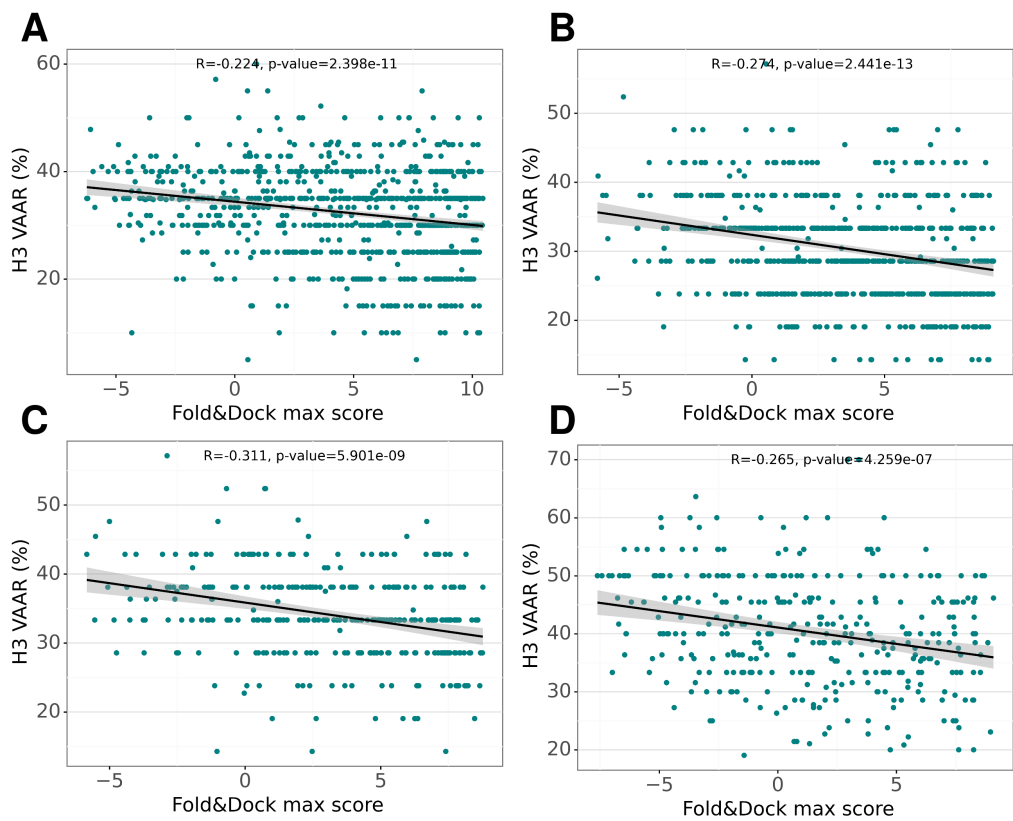 A
R=-0.224, p-value=2.398e-11
60
40
20
H3 VAAR (%)
−5
0
5
10
Fold&Dock max score
B
R=-0.274, p-value=2.441e-13
50
40
30
20
H3 VAAR (%)
−5
0
5
Fold&Dock max score
C
R=-0.311, p-value=5.901e-09
50
40
30
20
H3 VAAR (%)
−5
0
5
Fold&Dock max score
D
R=-0.265, p-value=4.259e-07
70
60
50
40
30
20
H3 VAAR (%)
−5
0
5
Fold&Dock max score